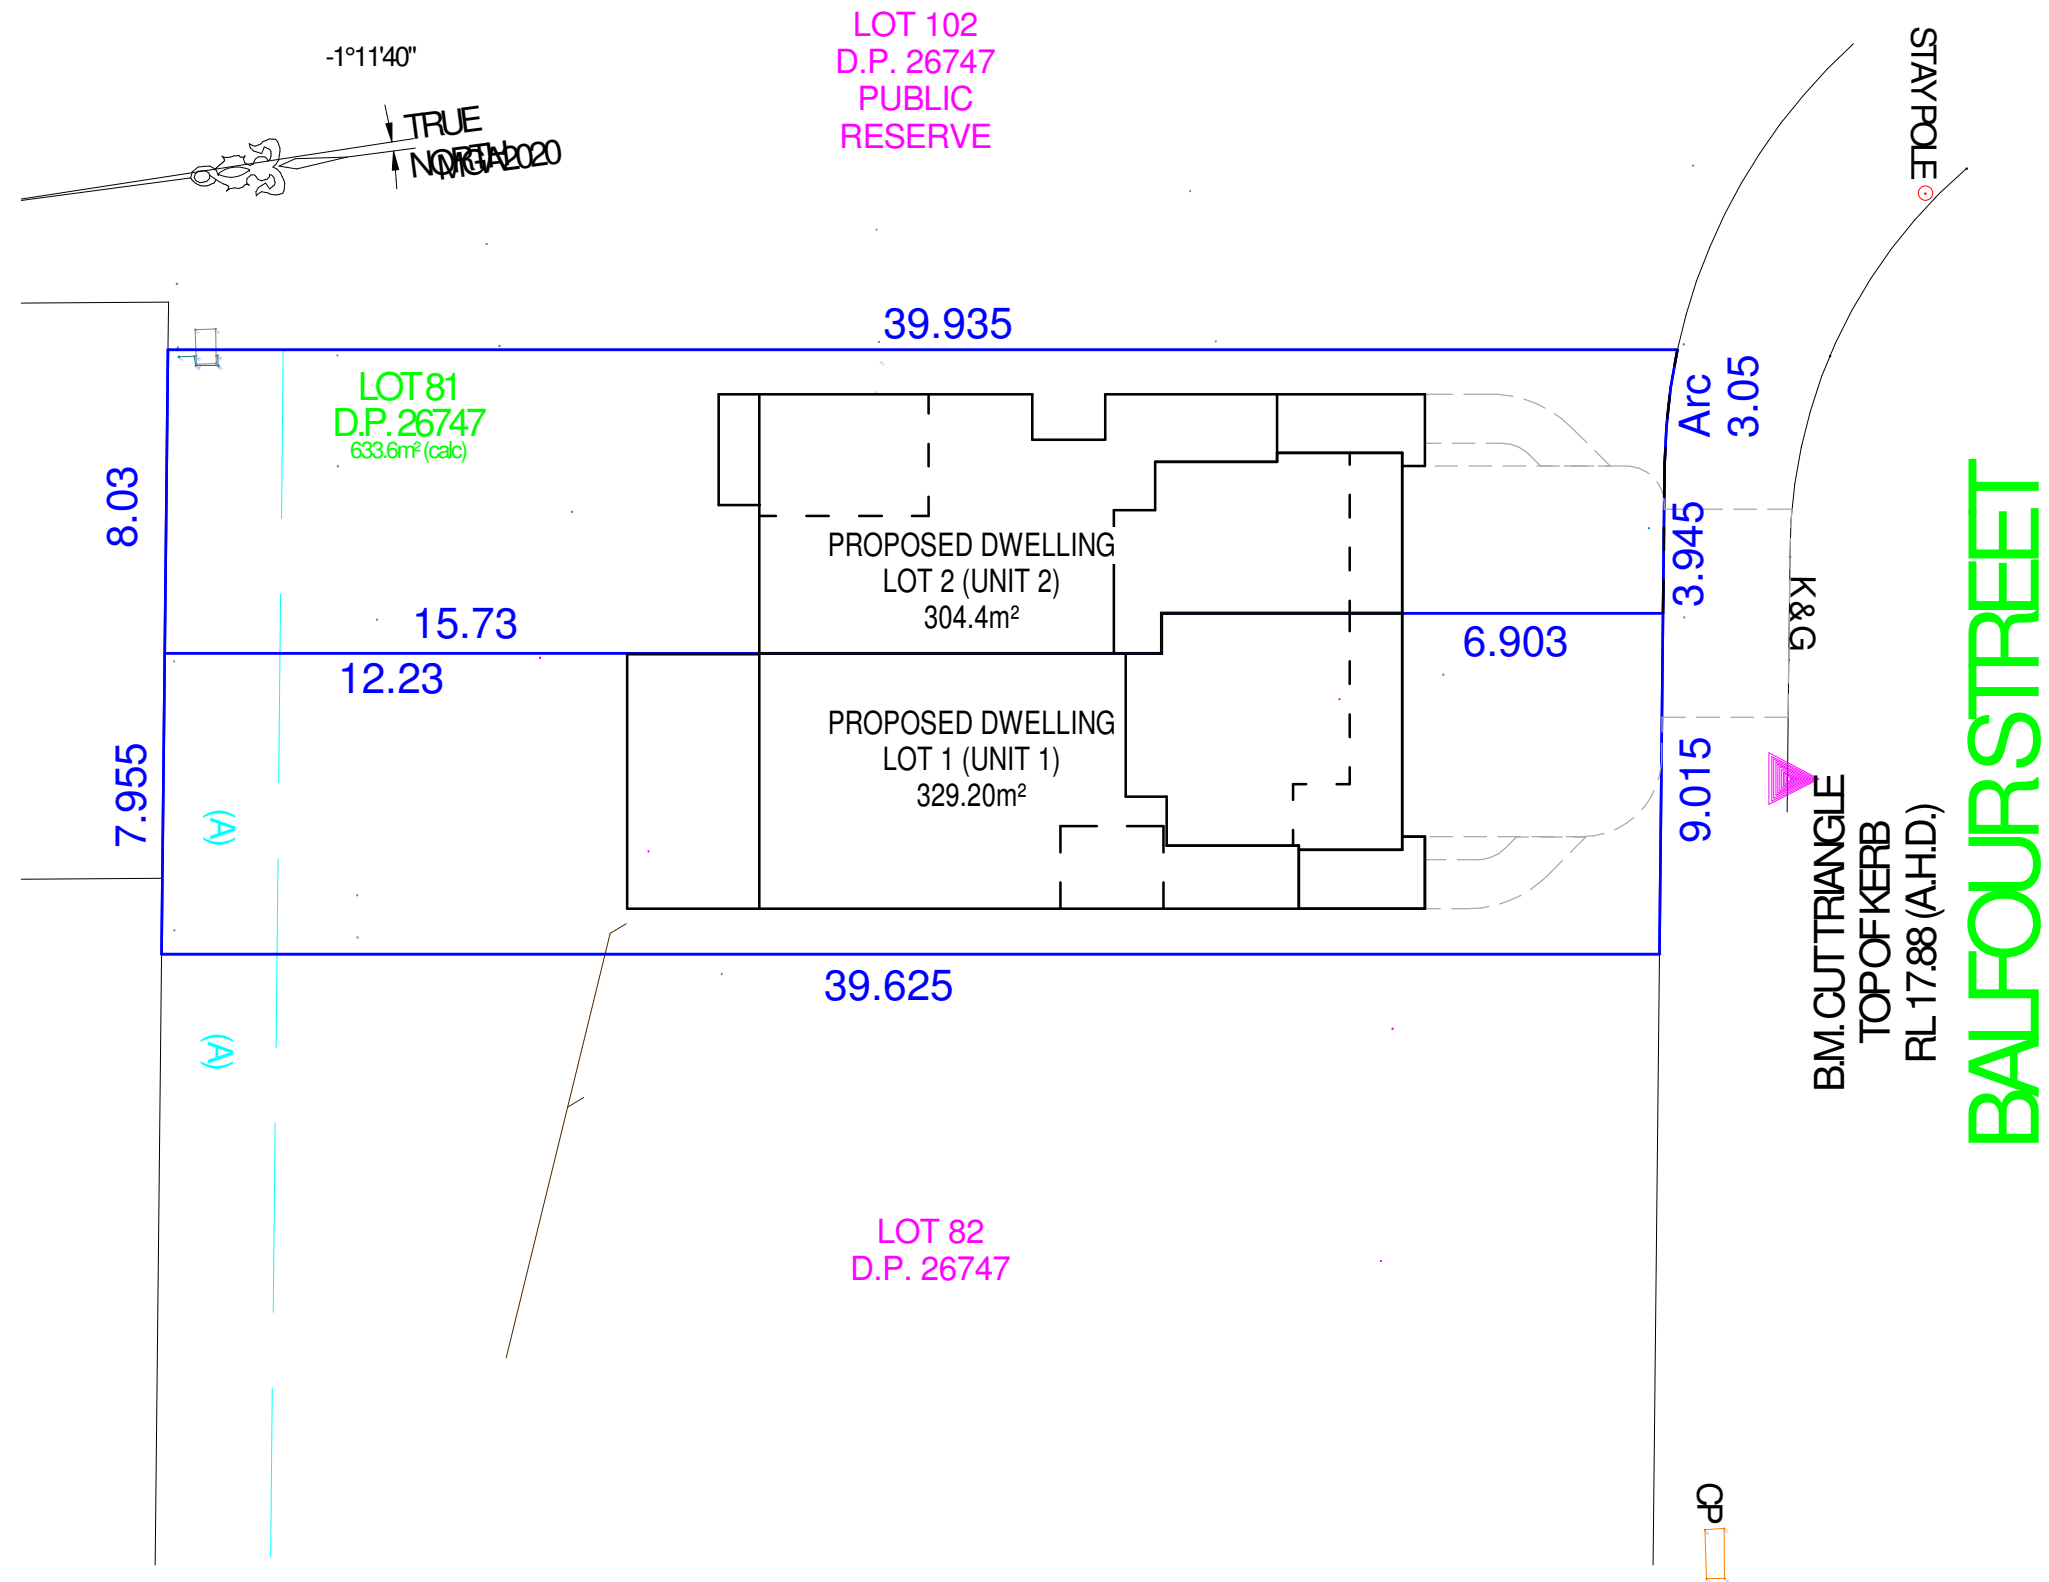 LOT 102
D.P. 26747
PUBLIC
RESERVE
-1°11'40"
TRUE
NORTH
MGA2020
STAY POLE
39.935
LOT 81
D.P. 26747
633.6m² (calc)
Arc
3.05
8.03
3.945
PROPOSED DWELLING
LOT 2 (UNIT 2)
304.4m²
15.73
12.23
6.903
K & G
PROPOSED DWELLING
LOT 1 (UNIT 1)
329.20m²
7.955
9.015
(A)
(A)
B.M. CUT TRIANGLE
TOP OF KERB
RL 17.88 (A.H.D.)
BALFOUR STREET
39.625
LOT 82
D.P. 26747
CP